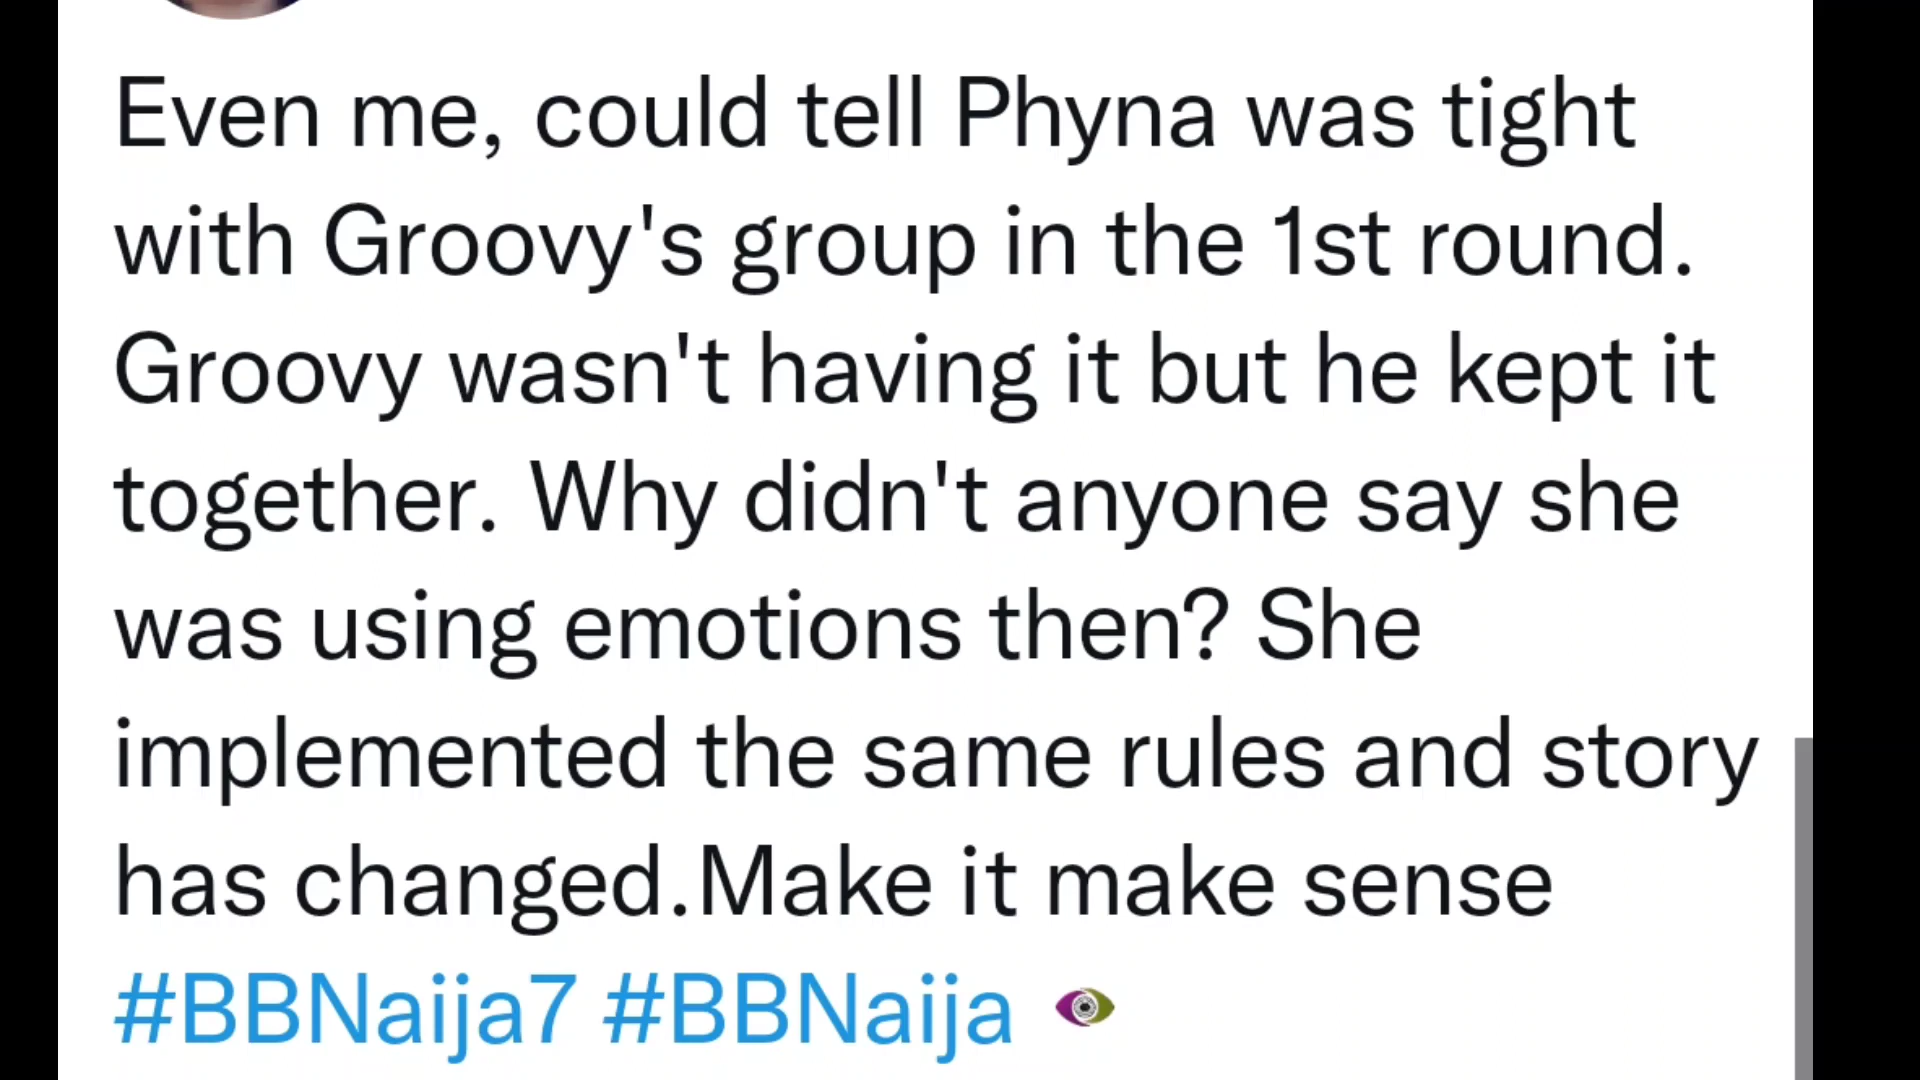 Even me, could tell Phyna was tight
with Groovy's group in the 1st round.
Groovy wasn't having it but he kept it
together. Why didn't anyone say she
was using emotions then? She
implemented the same rules and story
has changed.Make it make sense
#BBNaija7 #BBNaija